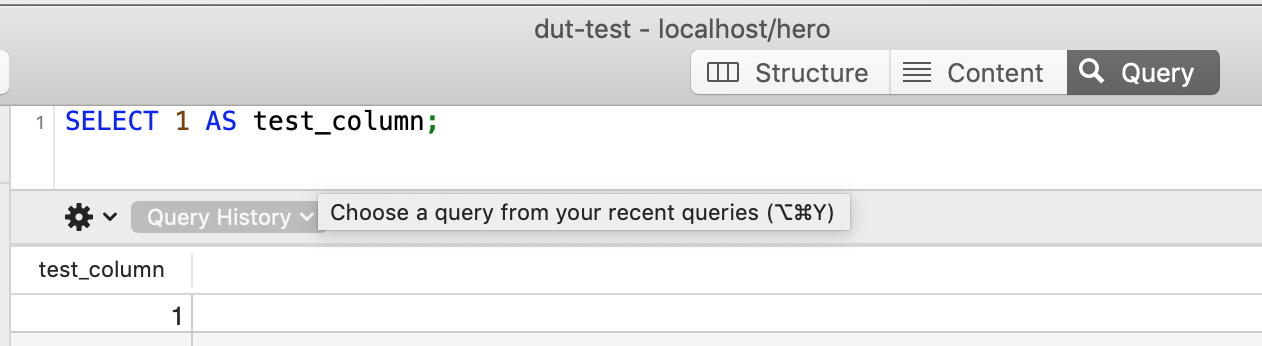 dut-test - localhost/hero
Structure Content Query
1 SELECT 1 AS test_column;
Query History Choose a query from your recent queries (⌥⌘Y)
test_column
1